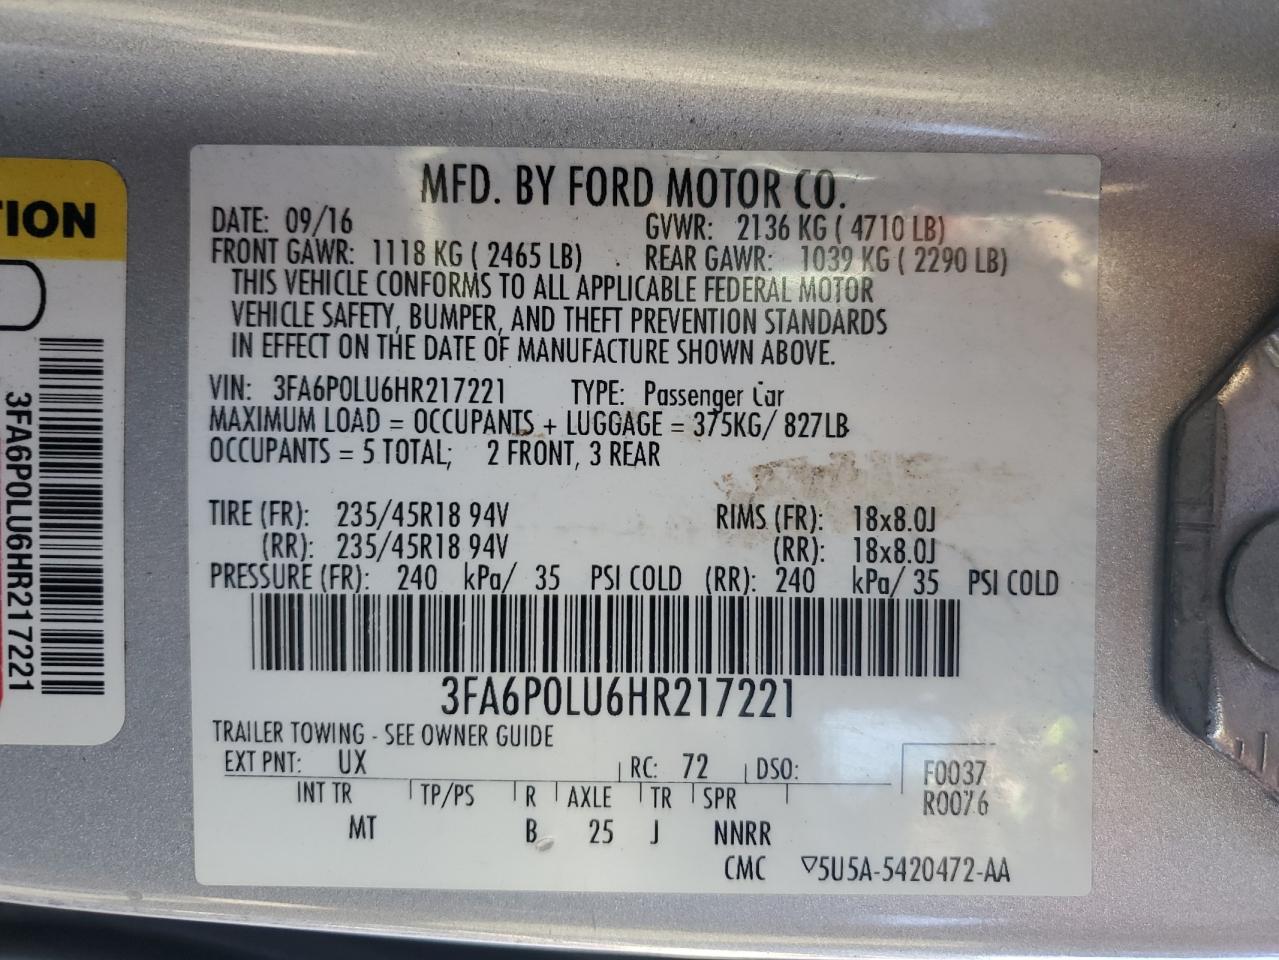 TION
3FA6P0LU6HR217221
MFD. BY FORD MOTOR CO.
DATE: 09/16 GVWR: 2136 KG ( 4710 LB)
FRONT GAWR: 1118 KG ( 2465 LB) REAR GAWR: 1039 KG ( 2290 LB)
THIS VEHICLE CONFORMS TO ALL APPLICABLE FEDERAL MOTOR
VEHICLE SAFETY, BUMPER, AND THEFT PREVENTION STANDARDS
IN EFFECT ON THE DATE OF MANUFACTURE SHOWN ABOVE.
VIN: 3FA6P0LU6HR217221 TYPE: Passenger Car
MAXIMUM LOAD = OCCUPANTS + LUGGAGE = 375KG/ 827LB
OCCUPANTS = 5 TOTAL; 2 FRONT, 3 REAR
TIRE (FR): 235/45R18 94V RIMS (FR): 18x8.0J
(RR): 235/45R18 94V (RR): 18x8.0J
PRESSURE (FR): 240 kPa/ 35 PSI COLD (RR): 240 kPa/ 35 PSI COLD
3FA6P0LU6HR217221
TRAILER TOWING - SEE OWNER GUIDE
EXT PNT: UX RC: 72 DSO: F0037
INT TR TP/PS R AXLE TR SPR R0076
MT B 25 J NNRR
CMC ▽5U5A-5420472-AA